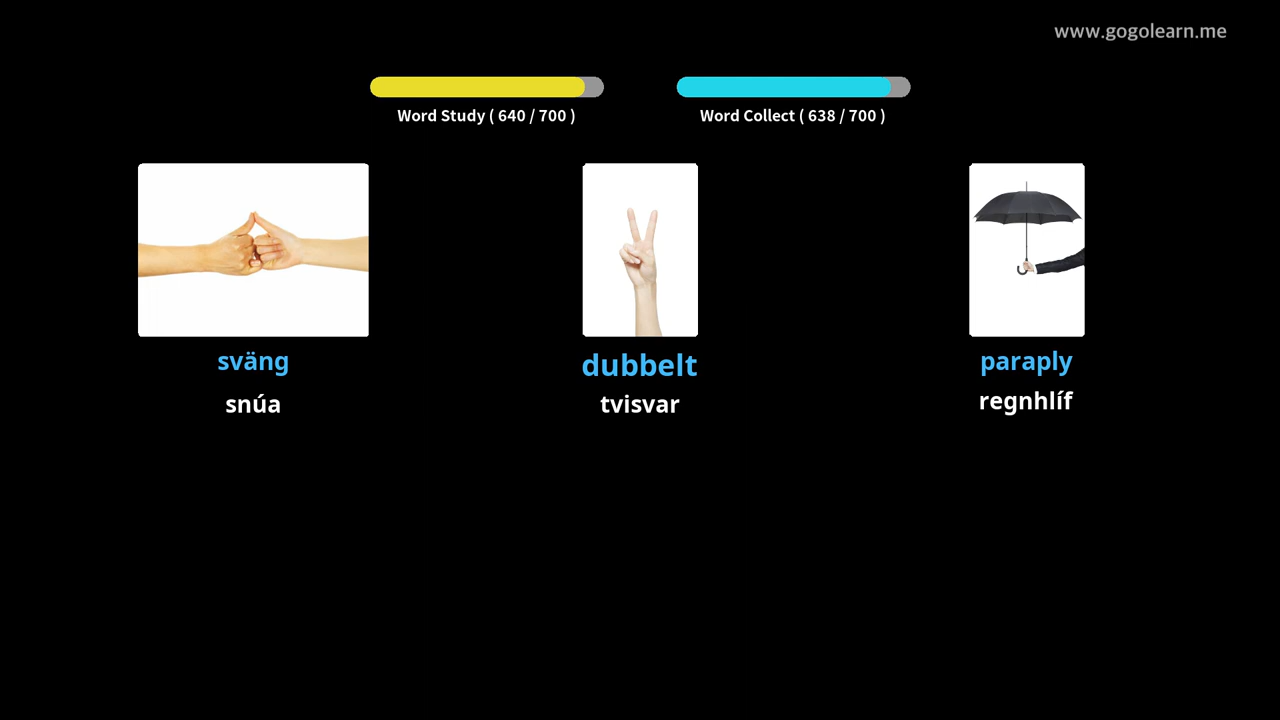 www.gogolearn.me
Word Study ( 640 / 700 )
Word Collect ( 638 / 700 )
sväng
dubbelt
paraply
snúa
tvisvar
regnhlíf